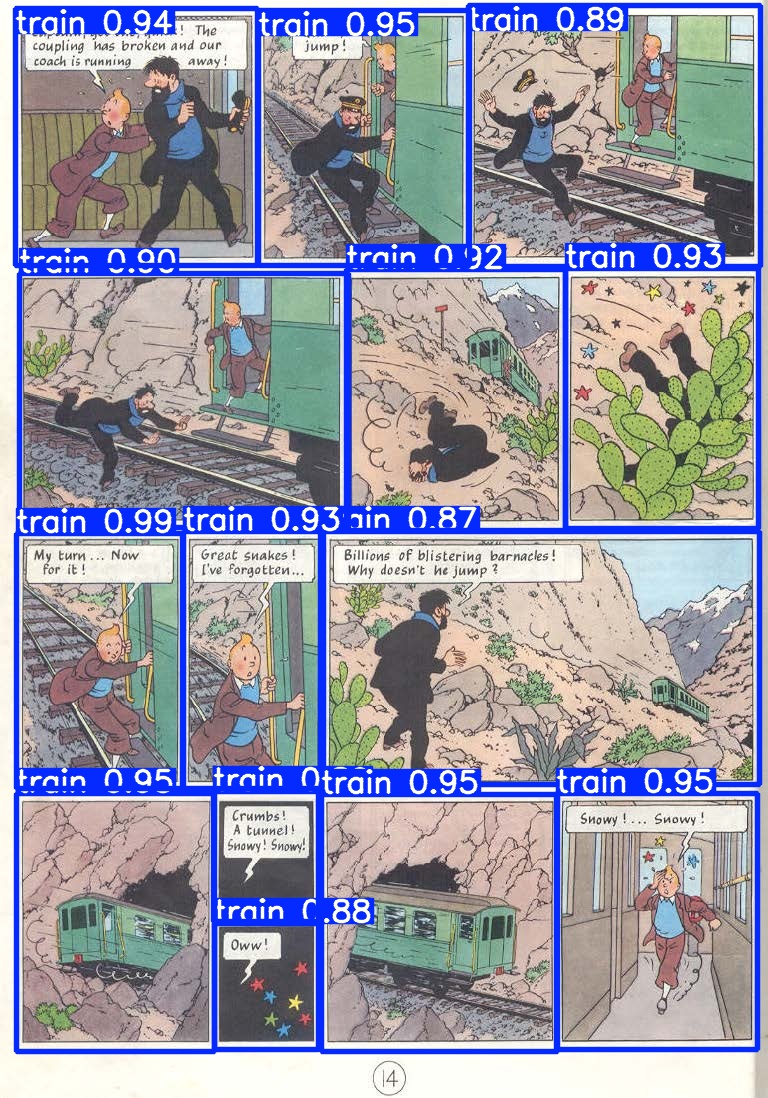 train 0.94
train 0.95
train 0.89
! The
coupling has broken and our
coach is running away!
jump!
train 0.90
train 0.92
train 0.93
train 0.99
train 0.93
train 0.87
My turn... Now
for it!
Great snakes!
I've forgotten...
Billions of blistering barnacles!
Why doesn't he jump?
train 0.95
train
train 0.95
train 0.95
Crumbs!
A tunnel!
Snowy! Snowy!
Snowy!... Snowy!
train 0.88
Oww!
14